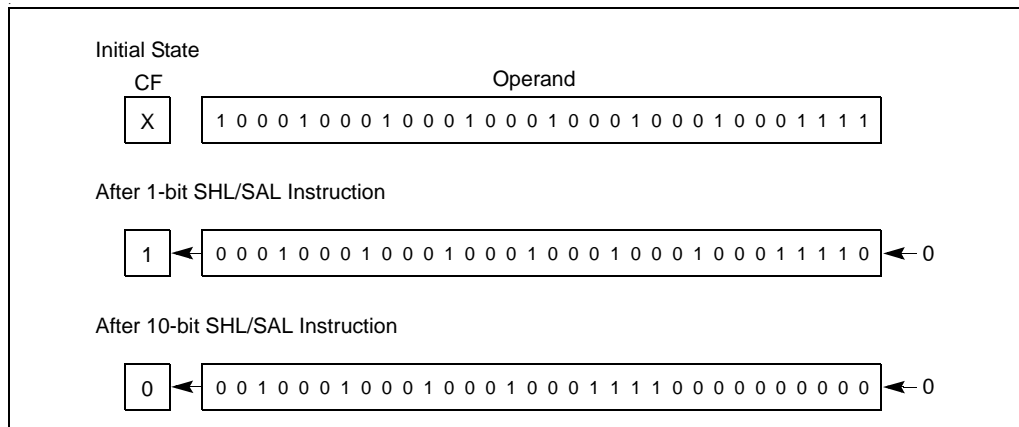 Initial State
CF Operand
X 1 0 0 0 1 0 0 0 1 0 0 0 1 0 0 0 1 0 0 0 1 0 0 0 1 0 0 0 1 1 1 1
After 1-bit SHL/SAL Instruction
1 0 0 0 1 0 0 0 1 0 0 0 1 0 0 0 1 0 0 0 1 0 0 0 1 0 0 0 1 1 1 1 0 0
After 10-bit SHL/SAL Instruction
0 0 0 1 0 0 0 1 0 0 0 1 0 0 0 1 0 0 0 1 1 1 1 0 0 0 0 0 0 0 0 0 0 0